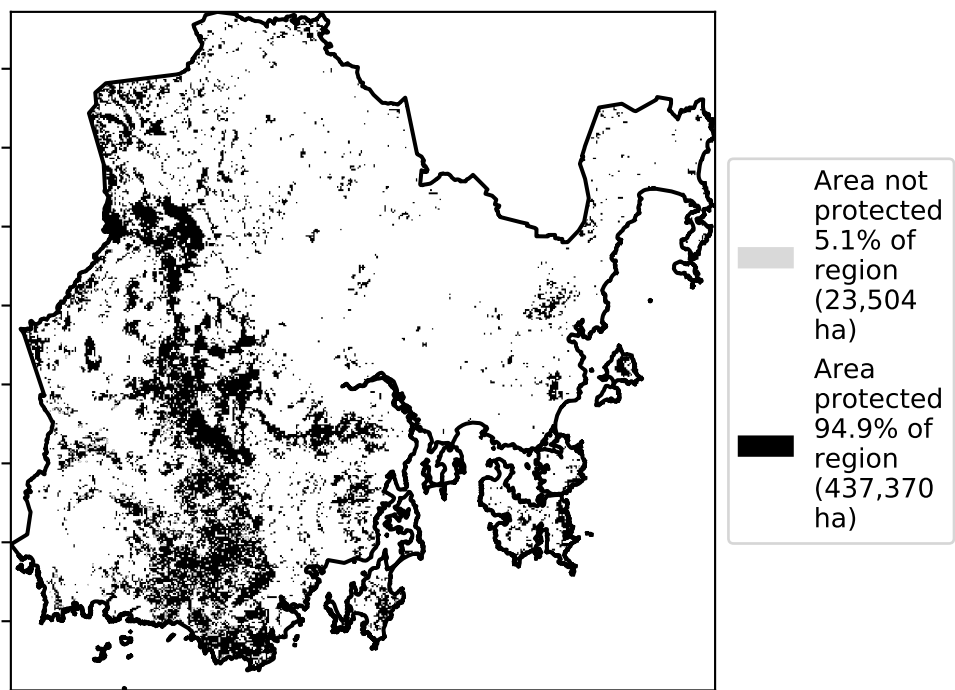 Area not
protected
5.1% of
region
(23,504
ha)
Area
protected
94.9% of
region
(437,370
ha)